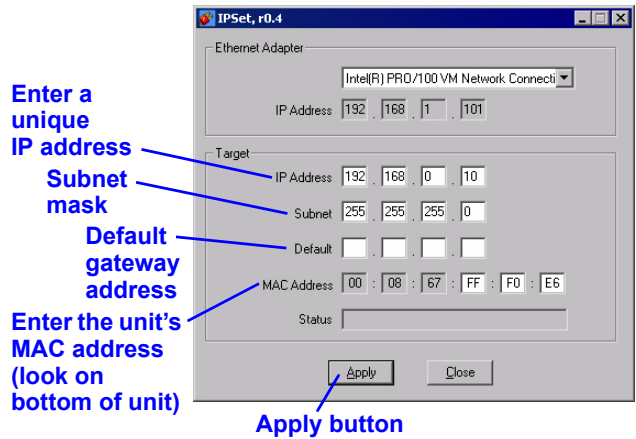 IPSet, r0.4
Ethernet Adapter
Intel(R) PRO/100 VM Network Connecti
IP Address 192 . 168 . 1 . 101
Enter a
unique
IP address
Target
IP Address 192 . 168 . 0 . 10
Subnet
mask
Subnet 255 . 255 . 255 . 0
Default
gateway
address
Default . . .
MAC Address 00 : 08 : 67 : FF : F0 : E6
Enter the unit's
MAC address
(look on
bottom of unit)
Status
Apply Close
Apply button